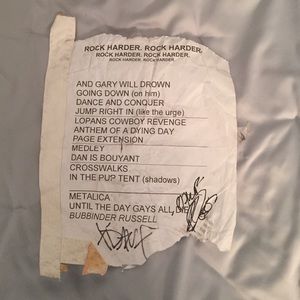 ROCK HARDER. ROCK HARDER.
ROCK HARDER. ROCK HARDER.
ROCK HARDER. ROCK HARDER.
AND GARY WILL DROWN
GOING DOWN (on him)
DANCE AND CONQUER
JUMP RIGHT IN (like the urge)
LOPANS COWBOY REVENGE
ANTHEM OF A DYING DAY
PAGE EXTENSION
MEDLEY
DAN IS BOUYANT
CROSSWALKS
IN THE PUP TENT (shadows)
METALICA
UNTIL THE DAY GAYS ALL DIE
BUBBINDER RUSSELL